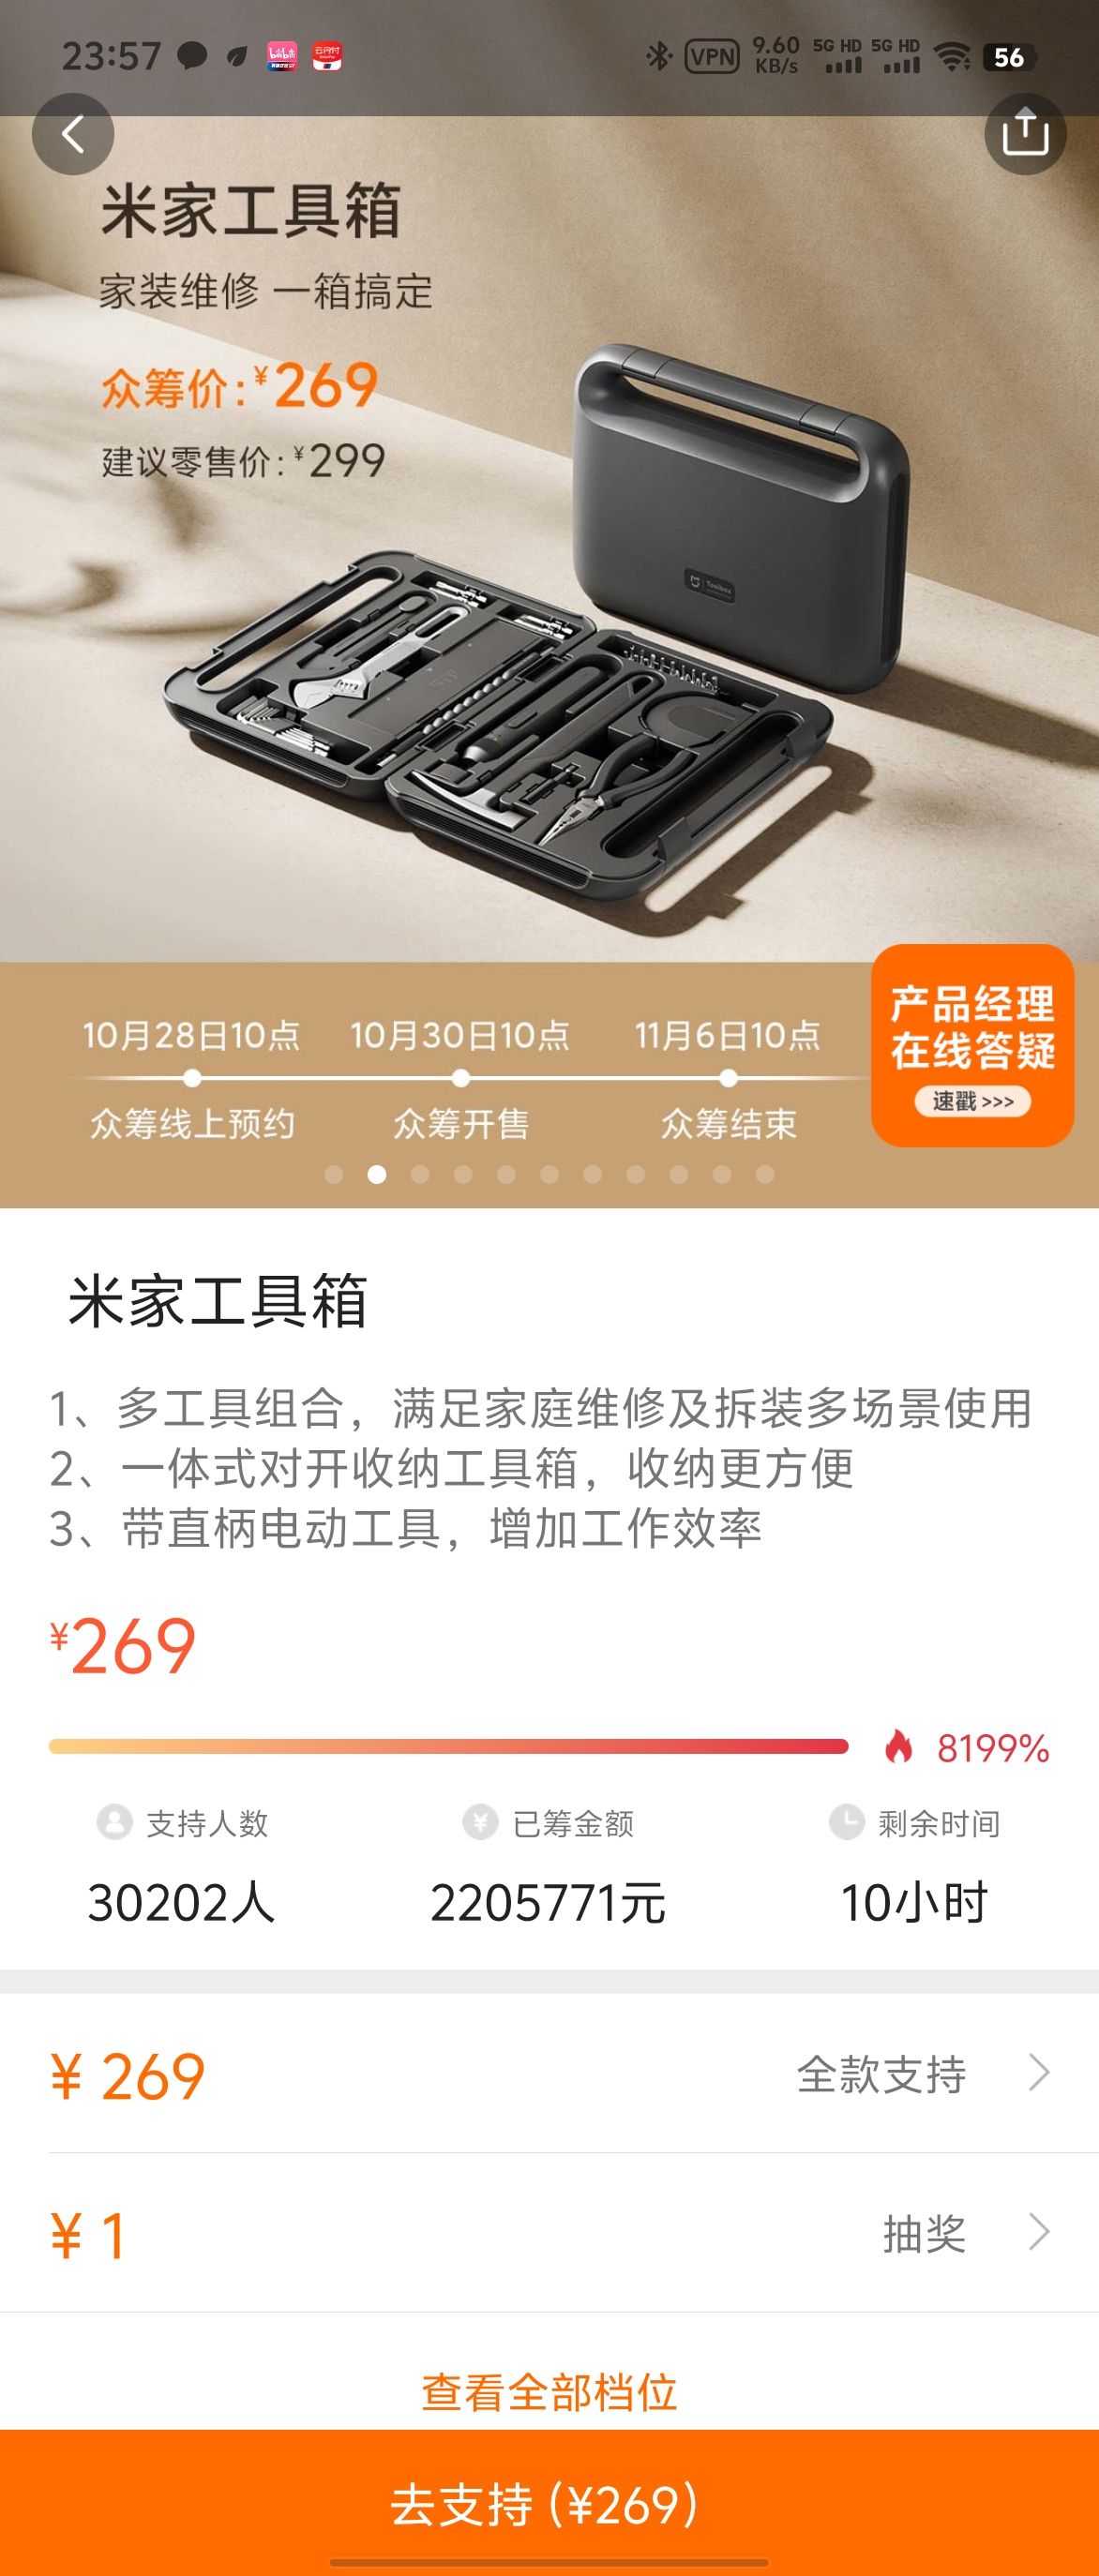 23:57
VPN
9.60
KB/s
5G HD
5G HD
56
米家工具箱
家装维修 一箱搞定
众筹价:¥269
建议零售价:¥299
Toolbox
10月28日10点
10月30日10点
11月6日10点
众筹线上预约
众筹开售
众筹结束
产品经理
在线答疑
速戳 >>>
米家工具箱
1、多工具组合，满足家庭维修及拆装多场景使用
2、一体式对开收纳工具箱，收纳更方便
3、带直柄电动工具，增加工作效率
¥269
8199%
支持人数
已筹金额
剩余时间
30202人
2205771元
10小时
¥ 269
全款支持
¥ 1
抽奖
查看全部档位
去支持 (¥269)